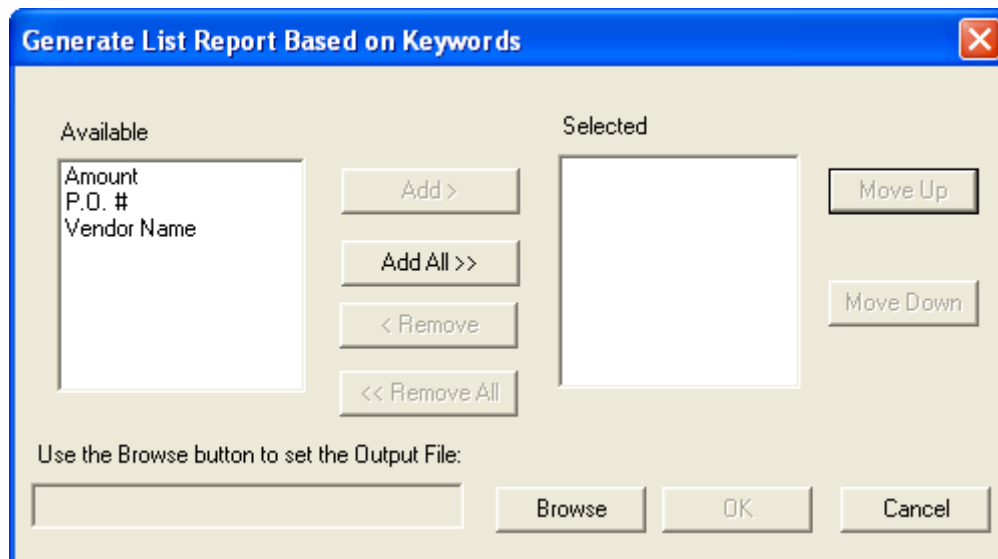 Generate List Report Based on Keywords
Available
Selected
Amount
P.O. #
Vendor Name
Add >
Add All >>
< Remove
<< Remove All
Move Up
Move Down
Use the Browse button to set the Output File:
Browse
OK
Cancel